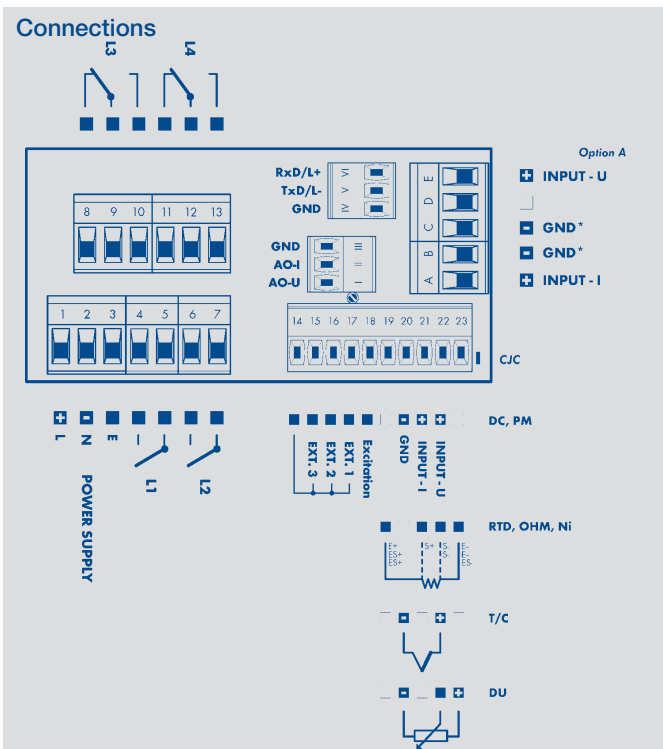 Connections
L3 L4
Option A
RxD/L+ VI
TxD/L- V
GND IV
E
D
C
B
A
INPUT - U
GND*
GND*
INPUT - I
8 9 10 11 12 13
GND III
AO-I II
AO-U I
1 2 3 4 5 6 7
14 15 16 17 18 19 20 21 22 23
CJC
L N E L1 L2
POWER SUPPLY
EXT. 3
EXT. 2
EXT. 1
Excitation
GND
INPUT - I
INPUT - U
DC, PM
RTD, OHM, Ni
E+ S+ S- E-
ES+ S- E-
ES+ ES-
T/C
DU